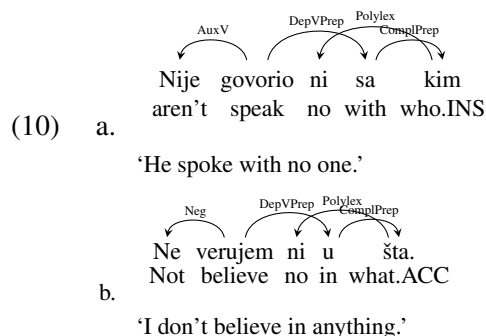 AuxV DepVPrep Polylex ComplPrep
Nije govorio ni sa kim
aren't speak no with who.INS
(10) a.
‘He spoke with no one.’
Neg DepVPrep Polylex ComplPrep
Ne verujem ni u šta.
Not believe no in what.ACC
b.
‘I don't believe in anything.’